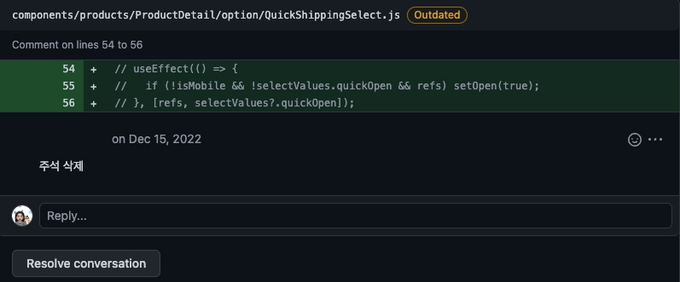 components/products/ProductDetail/option/QuickShippingSelect.js Outdated
Comment on lines 54 to 56
54 + // useEffect(() => {
55 + //   if (!isMobile && !selectValues.quickOpen && refs) setOpen(true);
56 + // }, [refs, selectValues?.quickOpen]);
on Dec 15, 2022
주석 삭제
Reply...
Resolve conversation